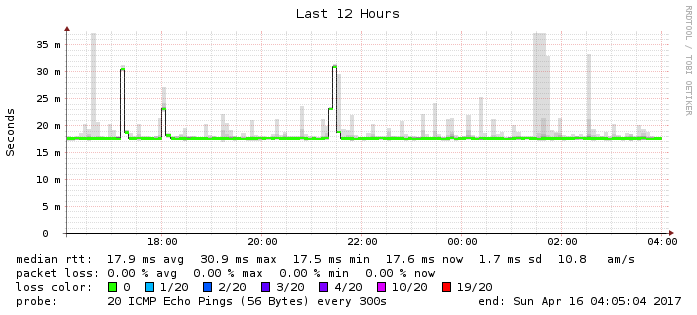 Last 12 Hours
RRDTOOL / TOBI OETIKER
Seconds
35 m
30 m
25 m
20 m
15 m
10 m
5 m
0
18:00 20:00 22:00 00:00 02:00 04:00
median rtt: 17.9 ms avg 30.9 ms max 17.5 ms min 17.6 ms now 1.7 ms sd 10.8 am/s
packet loss: 0.00 % avg 0.00 % max 0.00 % min 0.00 % now
loss color: 0 1/20 2/20 3/20 4/20 10/20 19/20
probe: 20 ICMP Echo Pings (56 Bytes) every 300s end: Sun Apr 16 04:05:04 2017